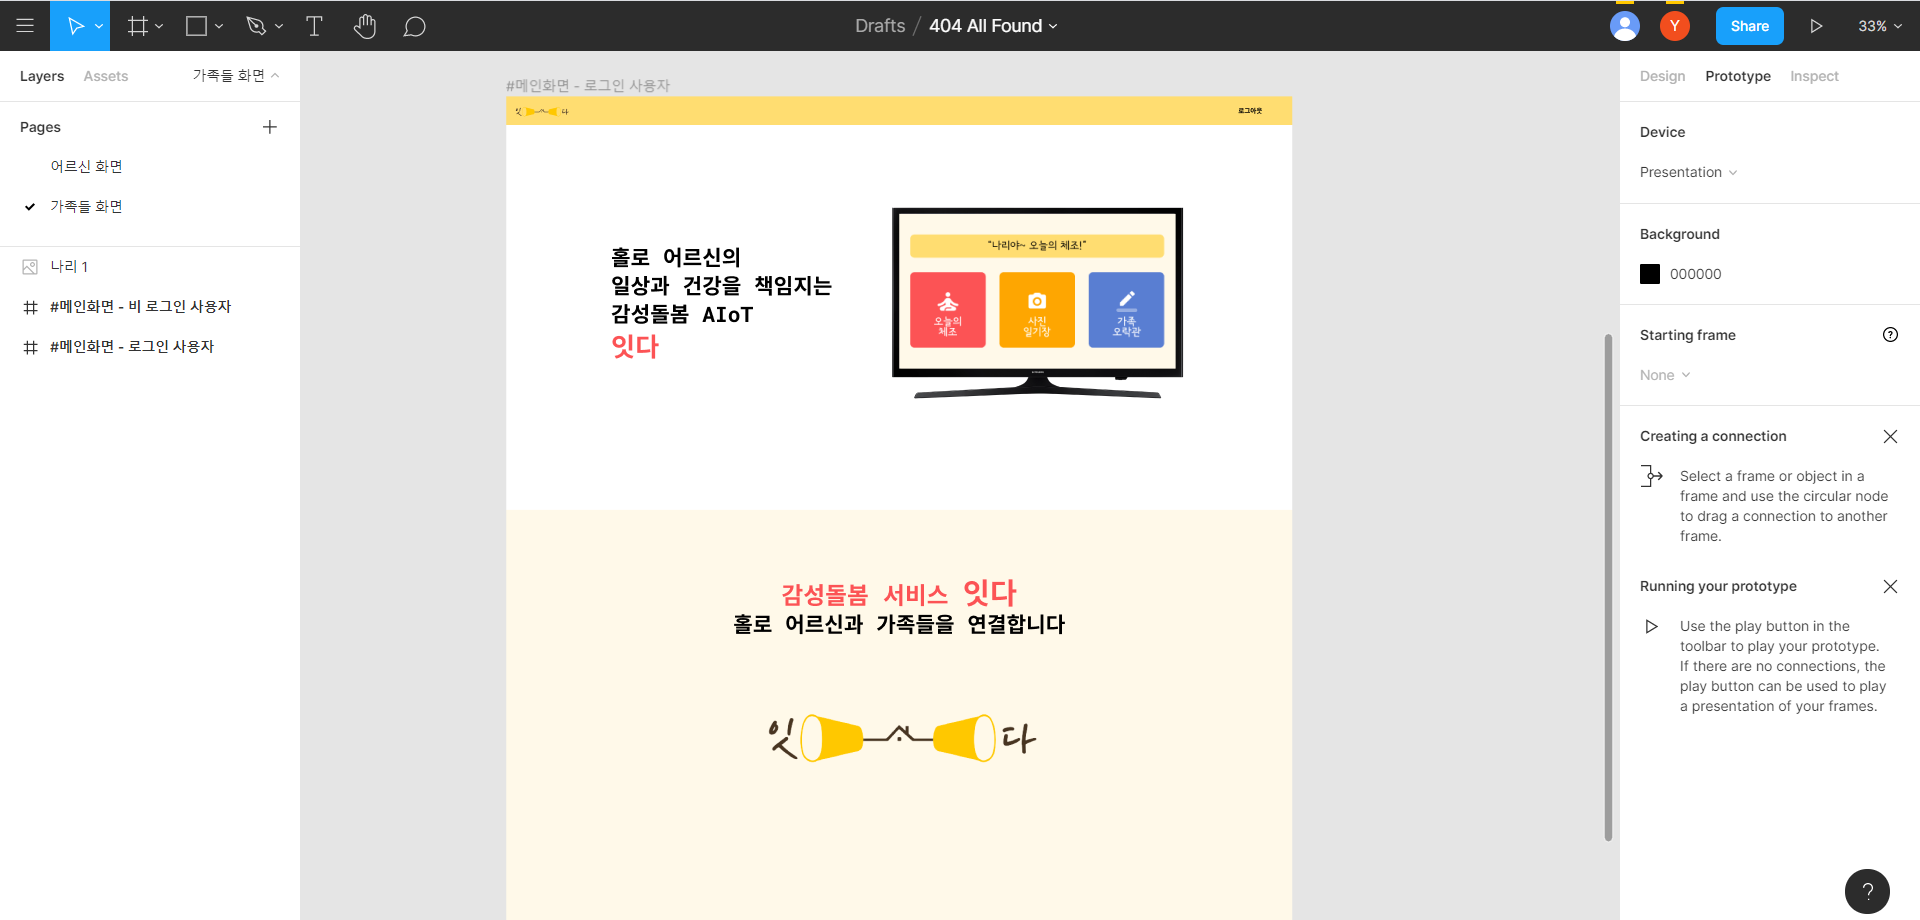 Drafts / 404 All Found
Y
Share
33%
Layers
Assets
가족들 화면
Pages
어르신 화면
가족들 화면
나리 1
#메인화면 - 비 로그인 사용자
#메인화면 - 로그인 사용자
#메인화면 - 로그인 사용자
잇 다
로그아웃
홀로 어르신의
일상과 건강을 책임지는
감성돌봄 AIoT
잇다
"나리야~ 오늘의 체조!"
오늘의
체조
사진
일기장
가족
오락관
감성돌봄 서비스 잇다
홀로 어르신과 가족들을 연결합니다
잇 다
Design
Prototype
Inspect
Device
Presentation
Background
000000
Starting frame
?
None
Creating a connection
Select a frame or object in a
frame and use the circular node
to drag a connection to another
frame.
Running your prototype
Use the play button in the
toolbar to play your prototype.
If there are no connections, the
play button can be used to play
a presentation of your frames.
?